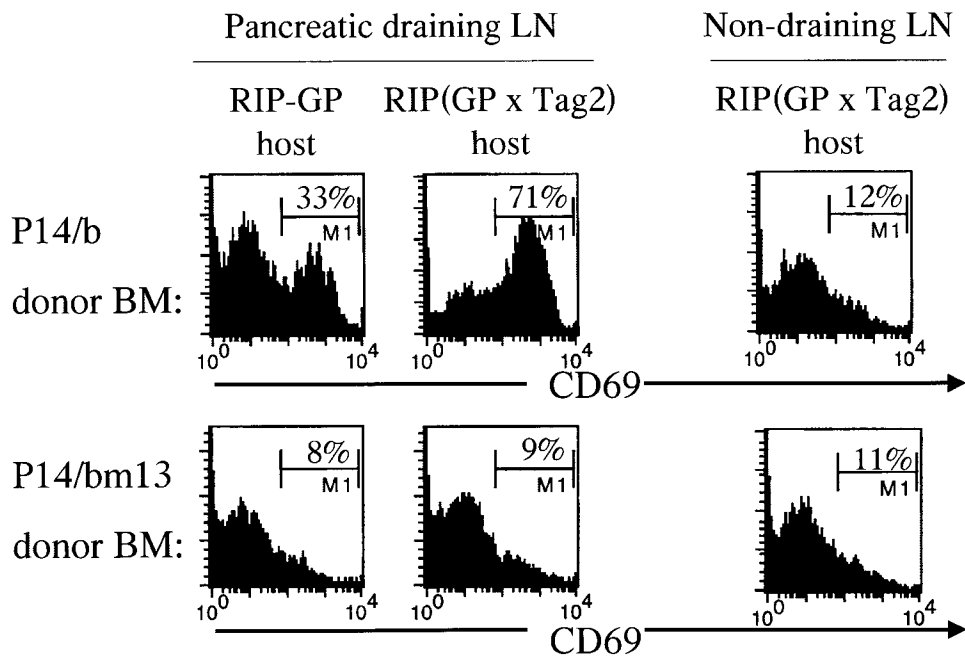 Pancreatic draining LN Non-draining LN
RIP-GP host RIP(GP x Tag2) host RIP(GP x Tag2) host
P14/b donor BM:
33% M1 71% M1 12% M1
10^0 10^4 10^0 10^4 10^0 10^4
CD69
P14/bm13 donor BM:
8% M1 9% M1 11% M1
10^0 10^4 10^0 10^4 10^0 10^4
CD69